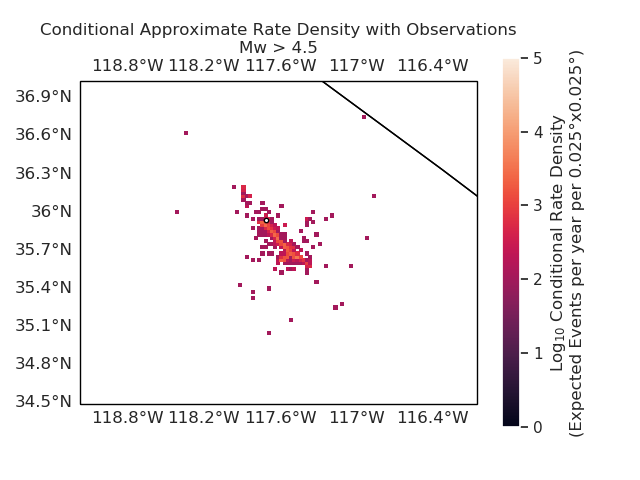 Conditional Approximate Rate Density with Observations
Mw > 4.5
118.8°W 118.2°W 117.6°W 117°W 116.4°W
36.9°N
36.6°N
36.3°N
36°N
35.7°N
35.4°N
35.1°N
34.8°N
34.5°N
118.8°W 118.2°W 117.6°W 117°W 116.4°W
5
4
3
2
1
0
Log₁₀ Conditional Rate Density
(Expected Events per year per 0.025°x0.025°)